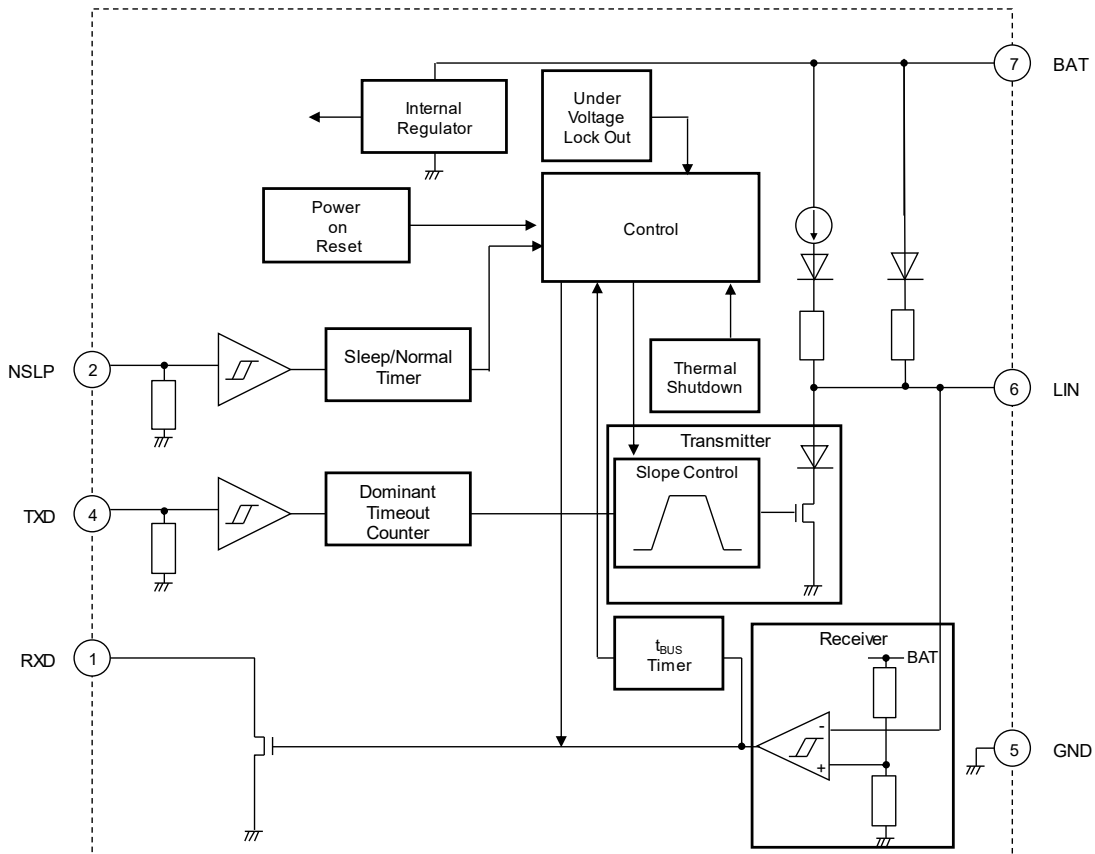 7 BAT
Internal
Regulator
Under
Voltage
Lock Out
Power
on
Reset
Control
NSLP 2
Sleep/Normal
Timer
Thermal
Shutdown
6 LIN
Transmitter
Slope Control
TXD 4
Dominant
Timeout
Counter
RXD 1
tBUS
Timer
Receiver
BAT
-
+
5 GND